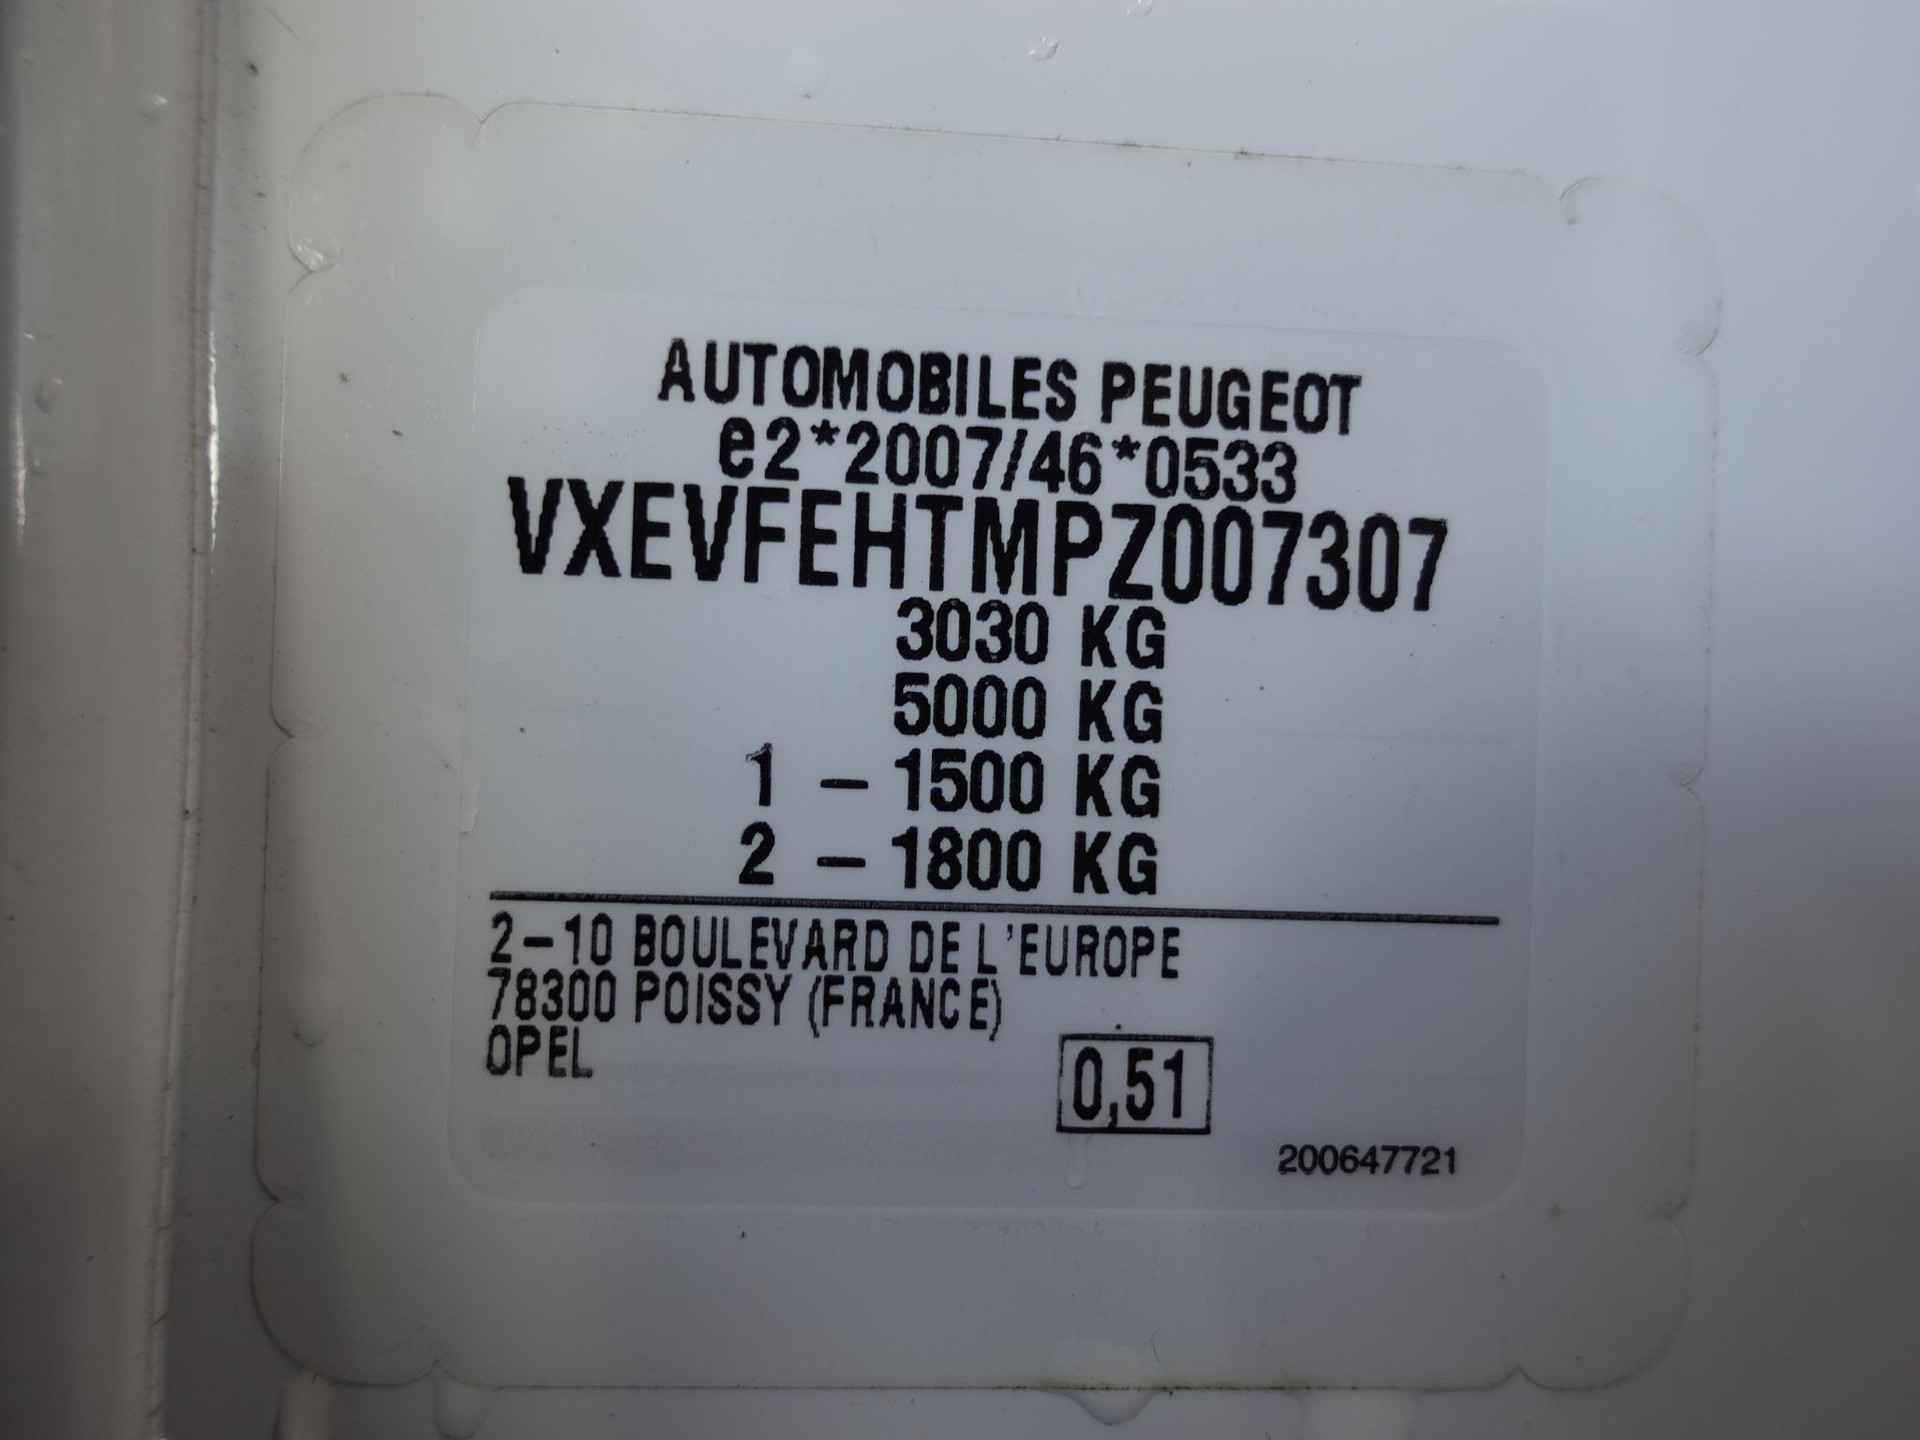 AUTOMOBILES PEUGEOT
e2*2007/46*0533
VXEVFEHTMPZ007307
3030 KG
5000 KG
1 – 1500 KG
2 – 1800 KG
2–10 BOULEVARD DE L'EUROPE
78300 POISSY (FRANCE)
OPEL
0,51
200647721